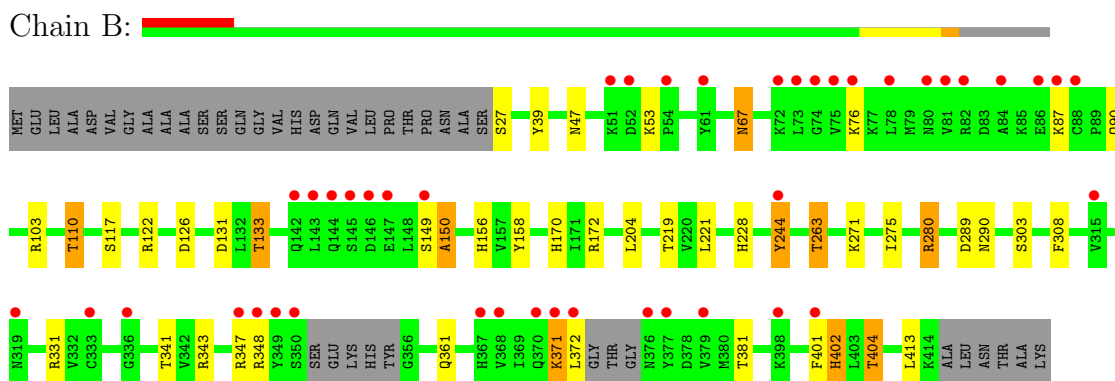 Chain B:
MET GLU LEU ALA ASP VAL GLY ALA ALA ALA ALA SER SER GLN GLY VAL HIS ASP GLN VAL LEU PRO THR PRO ASN ALA SER S27 Y39 N47 K51 D52 K53 P54 Y61 N67 K72 L73 G74 V75 K76 K77 L78 M79 N80 V81 R82 D83 A84 K85 E86 K87 C88 P89
R103 T110 S117 R122 D126 D131 L132 T133 Q142 L143 Q144 S145 D146 E147 L148 S149 A150 H156 V157 Y158 H170 I171 R172 L204 T219 V220 L221 H228 Y244 T263 K271 I275 R280 D289 N290 S303 F308 V315
N319 R331 V332 C333 G336 T341 V342 R343 R347 R348 Y349 S350 SER GLU LYS HIS TYR G356 Q361 H367 V368 I369 Q370 K371 L372 GLY THR GLY N376 Y377 D378 V379 M380 T381 K398 F401 H402 L403 T404 L413 K414 ALA LEU ASN THR ALA LYS